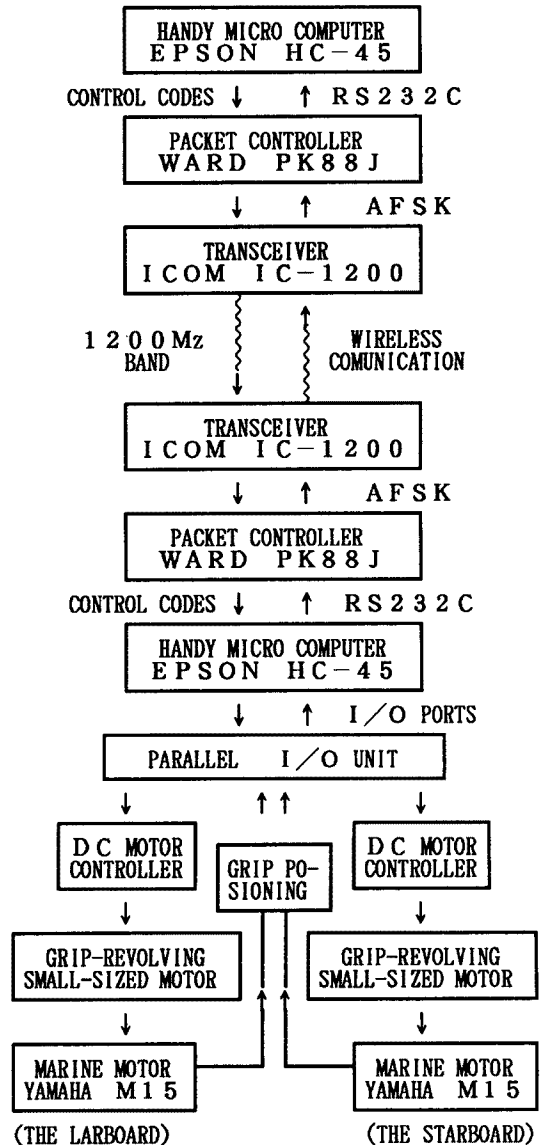 HANDY MICRO COMPUTER
EPSON HC-45
CONTROL CODES ↓ ↑ RS232C
PACKET CONTROLLER
WARD PK88J
↓ ↑ AFSK
TRANSCEIVER
ICOM IC-1200
1200Mz
BAND
WIRELESS
COMUNICATION
TRANSCEIVER
ICOM IC-1200
↓ ↑ AFSK
PACKET CONTROLLER
WARD PK88J
CONTROL CODES ↓ ↑ RS232C
HANDY MICRO COMPUTER
EPSON HC-45
↓ ↑ I/O PORTS
PARALLEL I/O UNIT
DC MOTOR
CONTROLLER
GRIP PO-
SIONING
DC MOTOR
CONTROLLER
GRIP-REVOLVING
SMALL-SIZED MOTOR
GRIP-REVOLVING
SMALL-SIZED MOTOR
MARINE MOTOR
YAMAHA M15
MARINE MOTOR
YAMAHA M15
(THE LARBOARD)
(THE STARBOARD)